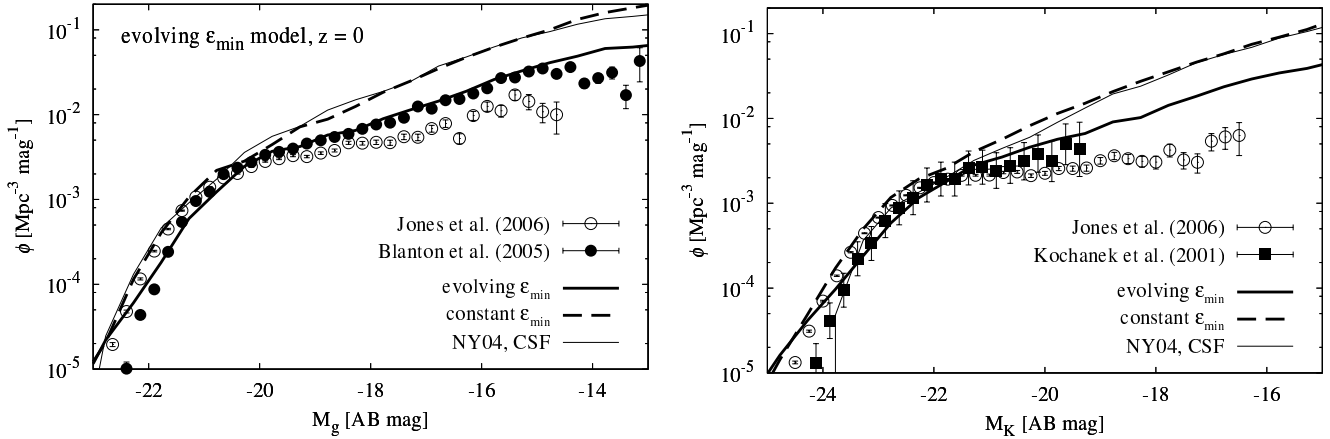 evolving ε_min model, z = 0
10^-1
10^-2
10^-3
10^-4
10^-5
ϕ [Mpc^-3 mag^-1]
Jones et al. (2006)
Blanton et al. (2005)
evolving ε_min
constant ε_min
NY04, CSF
-22 -20 -18 -16 -14
M_g [AB mag]
10^-1
10^-2
10^-3
10^-4
10^-5
ϕ [Mpc^-3 mag^-1]
Jones et al. (2006)
Kochanek et al. (2001)
evolving ε_min
constant ε_min
NY04, CSF
-24 -22 -20 -18 -16
M_K [AB mag]